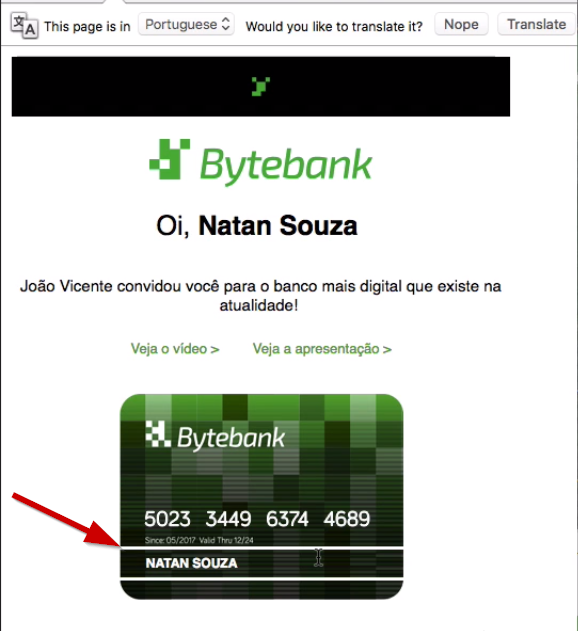 This page is in Portuguese Would you like to translate it? Nope Translate
Bytebank
Oi, Natan Souza
João Vicente convidou você para o banco mais digital que existe na
atualidade!
Veja o vídeo > Veja a apresentação >
Bytebank
5023 3449 6374 4689
Since: 05/2017 Valid Thru 12/24
NATAN SOUZA